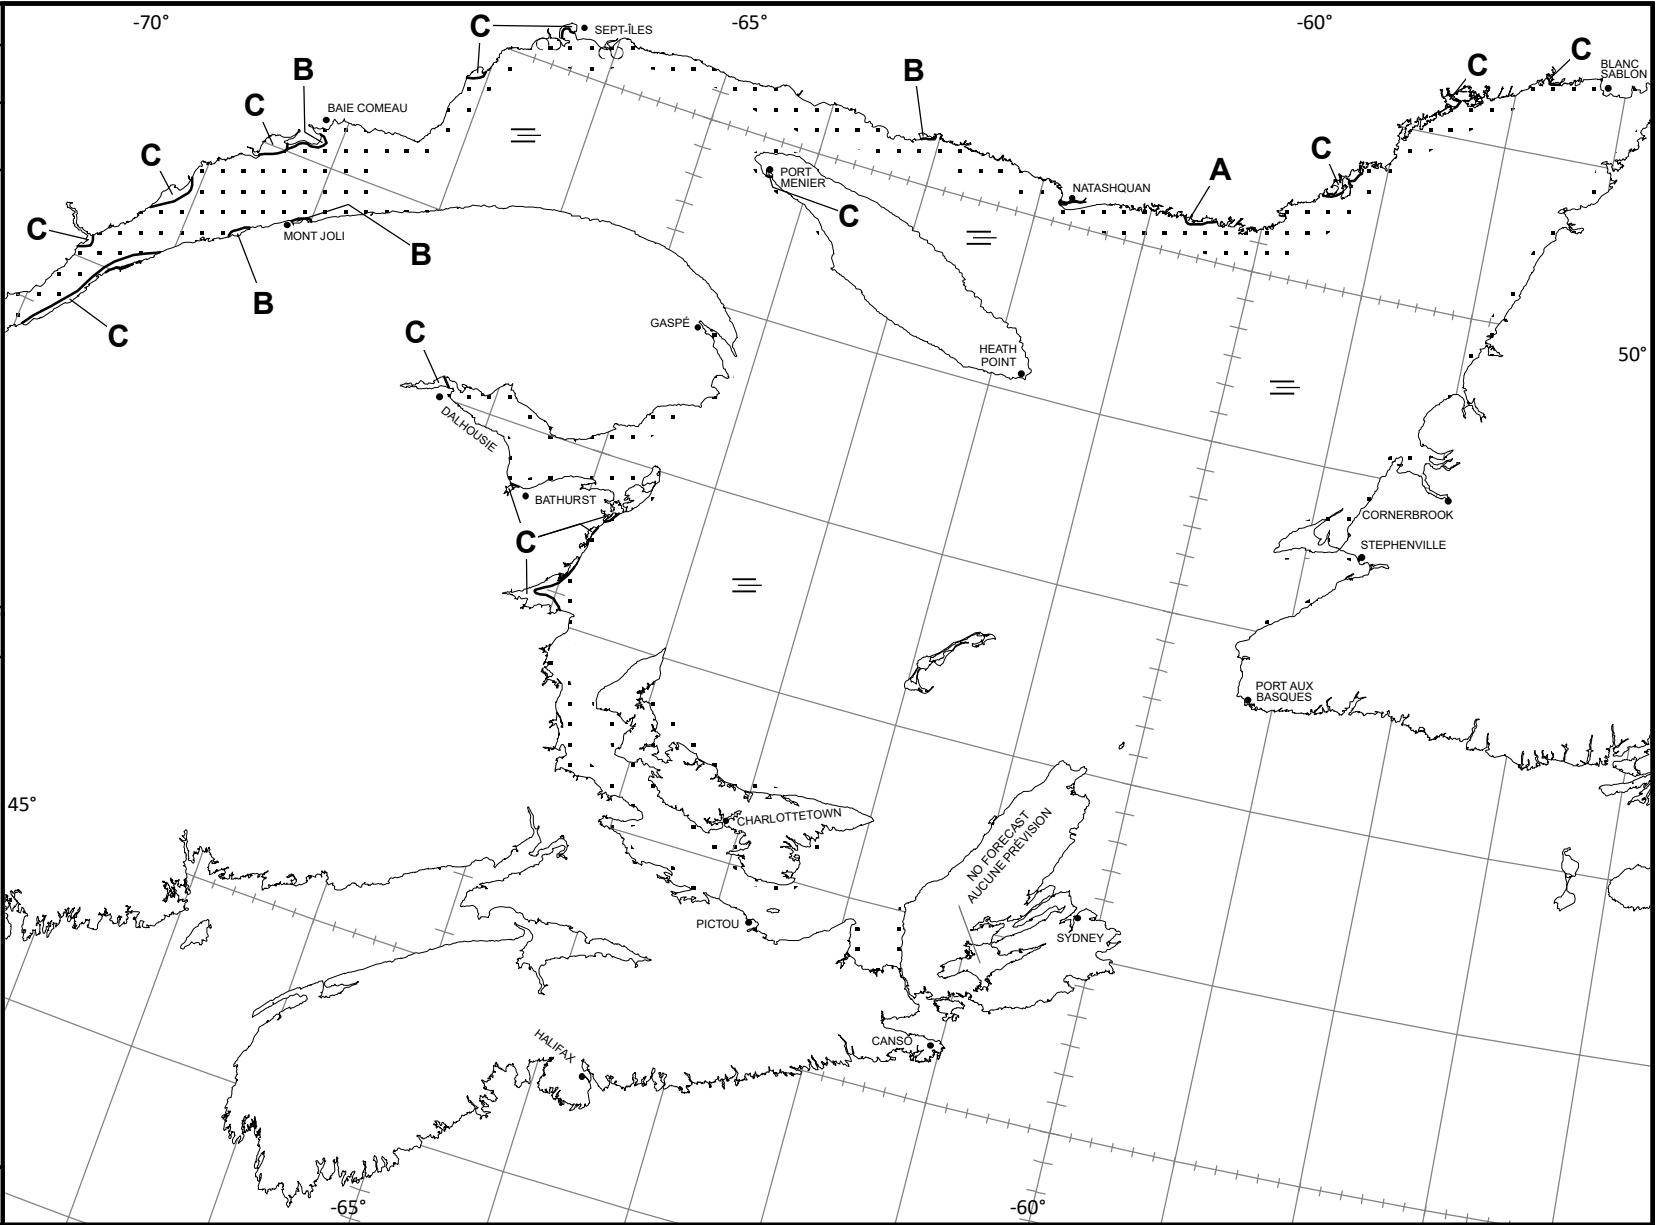 -70°
-65°
-60°
C
SEPT-ÎLES
B
C
BAIE COMEAU
C
C
B
C
C
BLANC
SABLON
PORT
MENIER
C
NATASHQUAN
A
C
MONT JOLI
B
B
C
C
GASPÉ
HEATH
POINT
50°
DALHOUSIE
BATHURST
C
CORNERBROOK
STEPHENVILLE
PORT AUX
BASQUES
45°
CHARLOTTETOWN
NO FORECAST
AUCUNE PRÉVISION
PICTOU
SYDNEY
CANSO
HALIFAX
-65°
-60°